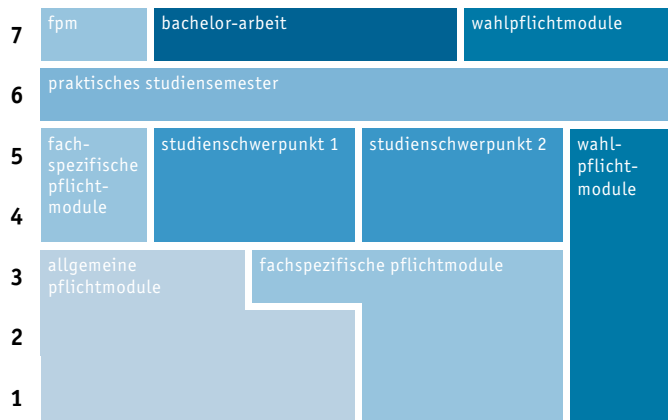 7
fpm
bachelor-arbeit
wahlpflichtmodule
6
praktisches studiensemester
5
fach-
spezifische
pflicht-
module
studienschwerpunkt 1
studienschwerpunkt 2
wahl-
pflicht-
module
4
3
allgemeine
pflichtmodule
fachspezifische pflichtmodule
2
1